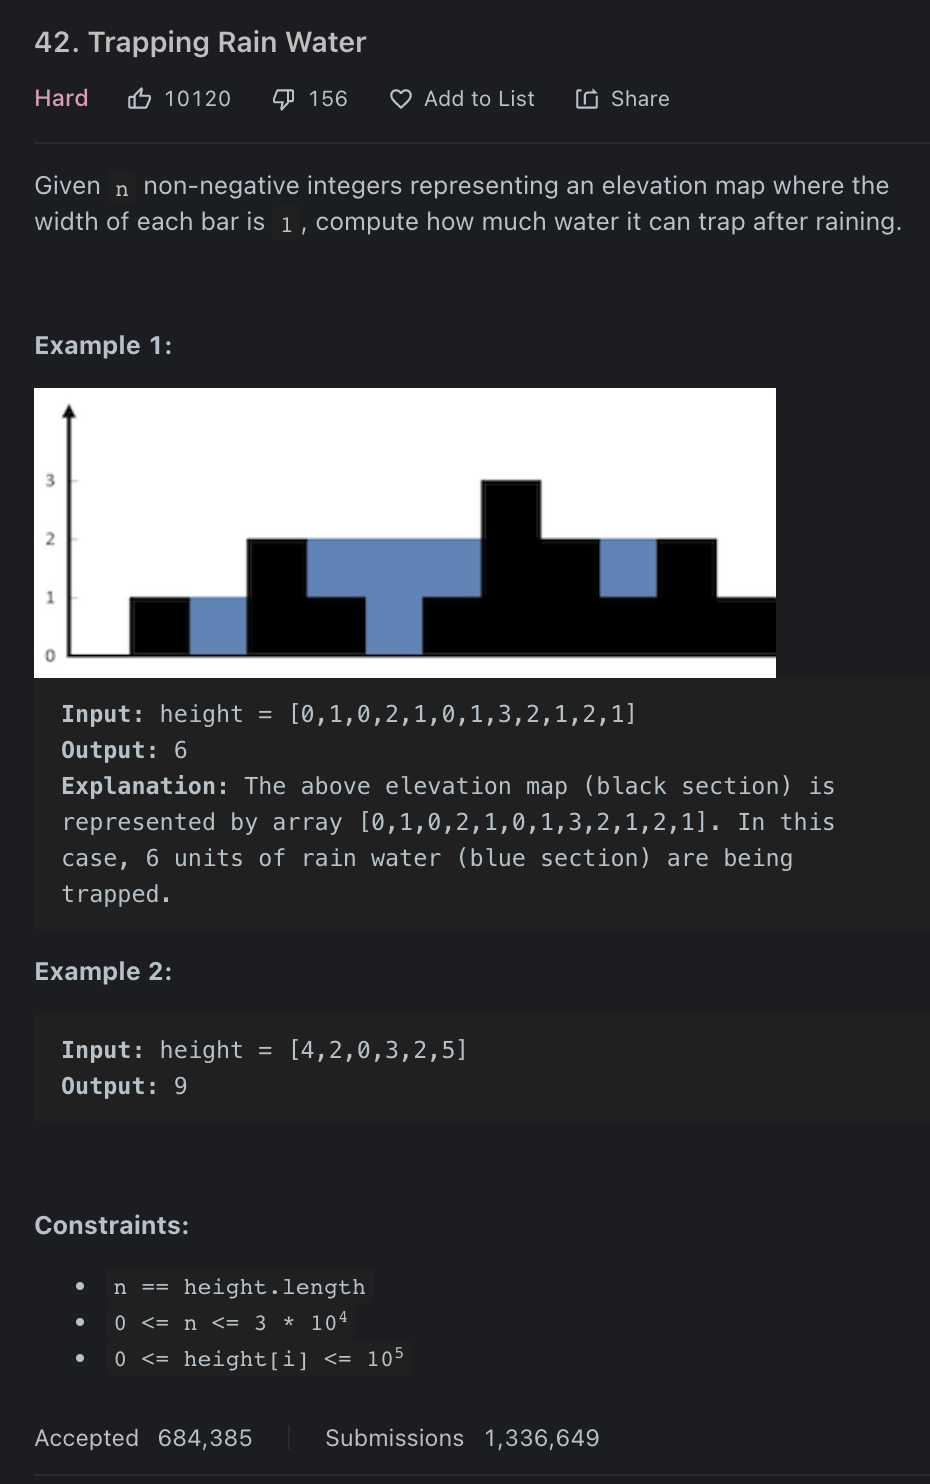 42. Trapping Rain Water
Hard 10120 156 Add to List Share
Given n non-negative integers representing an elevation map where the
width of each bar is 1, compute how much water it can trap after raining.
Example 1:
3
2
1
0
Input: height = [0,1,0,2,1,0,1,3,2,1,2,1]
Output: 6
Explanation: The above elevation map (black section) is
represented by array [0,1,0,2,1,0,1,3,2,1,2,1]. In this
case, 6 units of rain water (blue section) are being
trapped.
Example 2:
Input: height = [4,2,0,3,2,5]
Output: 9
Constraints:
n == height.length
0 <= n <= 3 * 10⁴
0 <= height[i] <= 10⁵
Accepted 684,385 Submissions 1,336,649